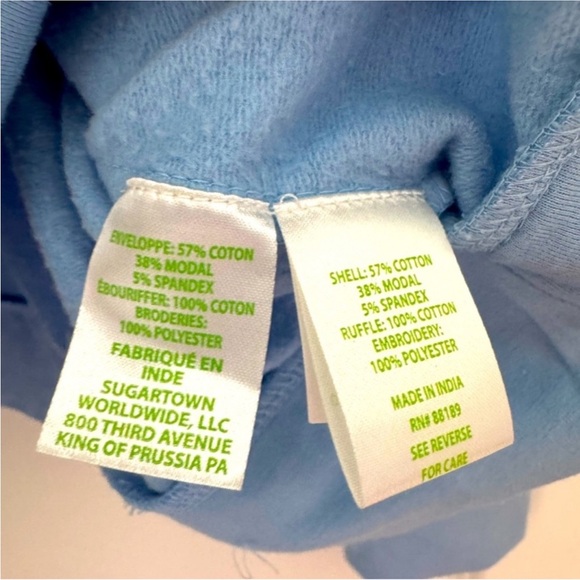 ENVELOPPE: 57% COTON
38% MODAL
5% SPANDEX
ÉBOURIFFER: 100% COTON
BRODERIES:
100% POLYESTER
FABRIQUÉ EN
INDE
SUGARTOWN
WORLDWIDE, LLC
800 THIRD AVENUE
KING OF PRUSSIA PA
SHELL: 57% COTTON
38% MODAL
5% SPANDEX
RUFFLE: 100% COTTON
EMBROIDERY:
100% POLYESTER
MADE IN INDIA
RN# 88189
SEE REVERSE
FOR CARE